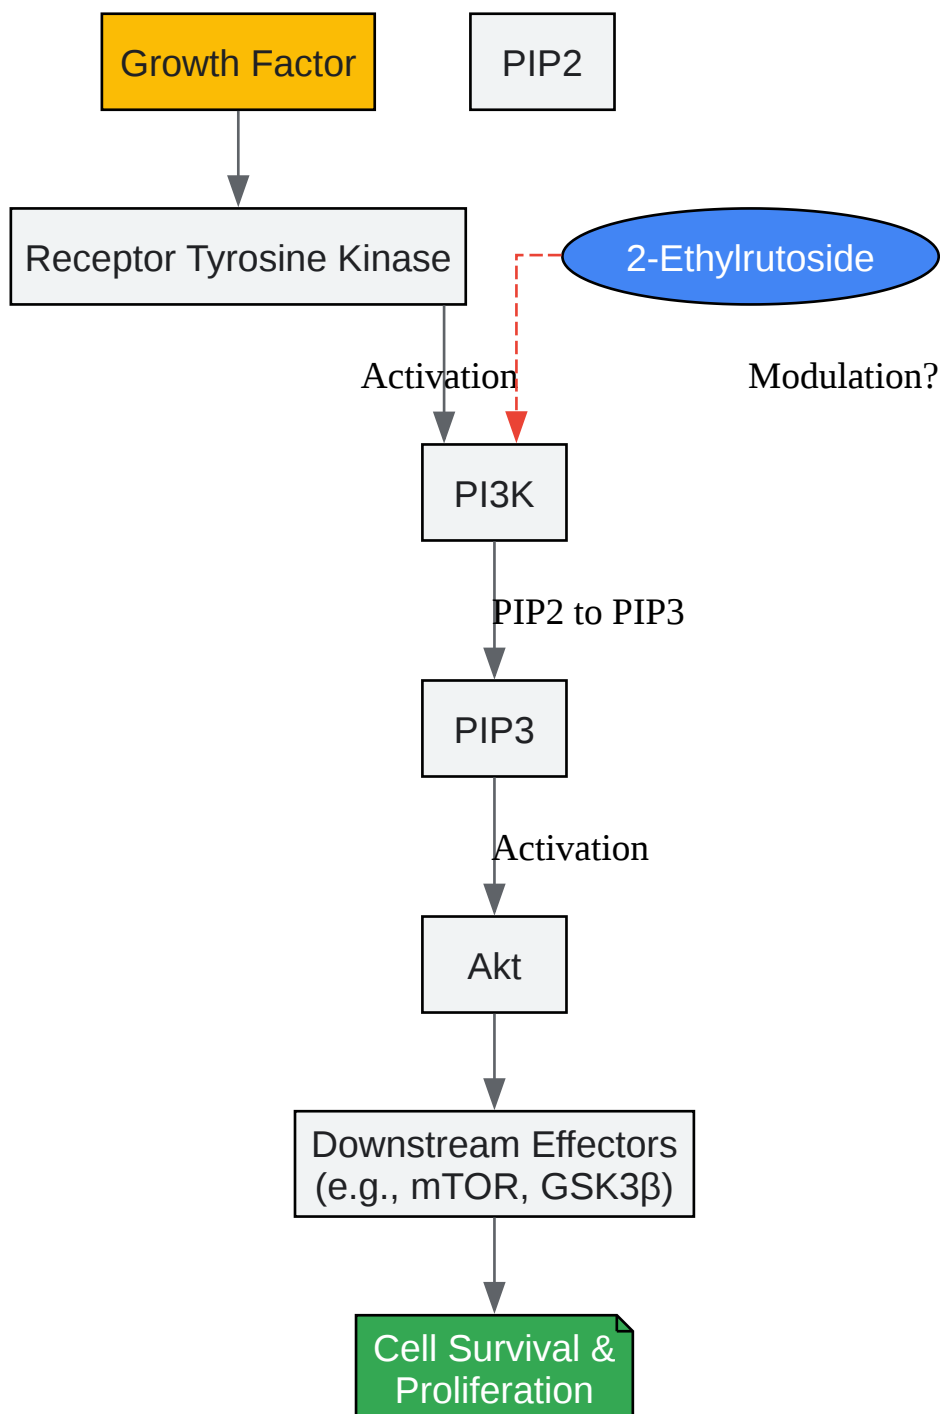 Growth Factor
PIP2
Receptor Tyrosine Kinase
2-Ethylrutoside
Activation
Modulation?
PI3K
PIP2 to PIP3
PIP3
Activation
Akt
Downstream Effectors
(e.g., mTOR, GSK3β)
Cell Survival &
Proliferation